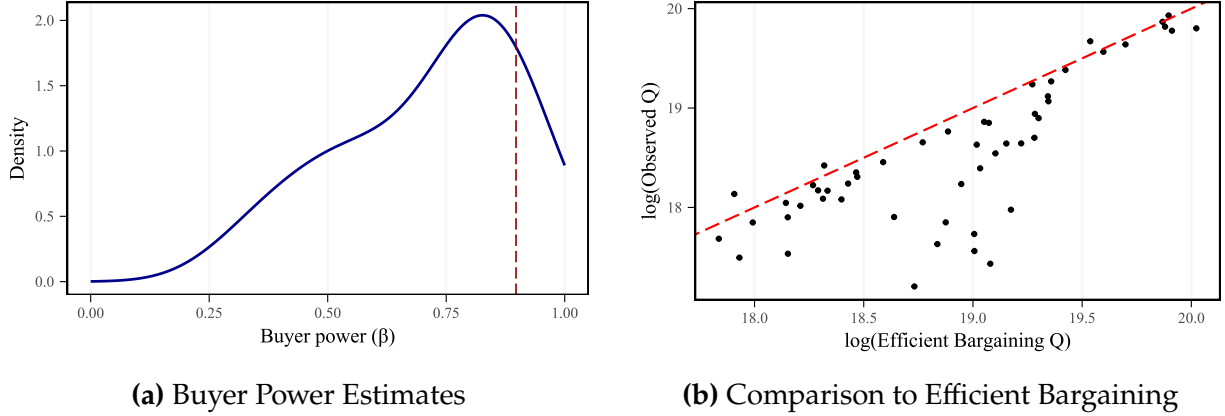 2.0
1.5
1.0
0.5
0.0
Density
0.00 0.25 0.50 0.75 1.00
Buyer power (β)
(a) Buyer Power Estimates
20
19
18
log(Observed Q)
18.0 18.5 19.0 19.5 20.0
log(Efficient Bargaining Q)
(b) Comparison to Efficient Bargaining